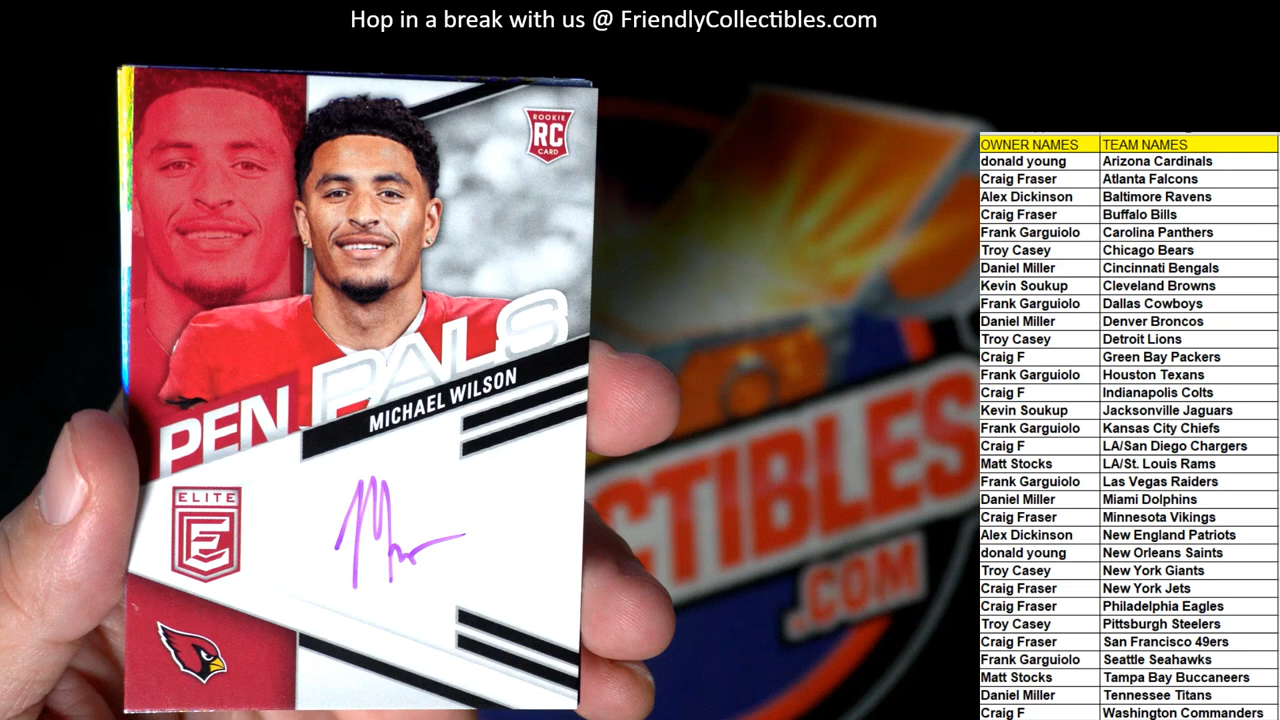 Hop in a break with us @ FriendlyCollectibles.com
ROOKIE
RC
CARD
PEN PALS
MICHAEL WILSON
ELITE
E
CTIBLES
.COM
OWNER NAMES TEAM NAMES
donald young Arizona Cardinals
Craig Fraser Atlanta Falcons
Alex Dickinson Baltimore Ravens
Craig Fraser Buffalo Bills
Frank Garguiolo Carolina Panthers
Troy Casey Chicago Bears
Daniel Miller Cincinnati Bengals
Kevin Soukup Cleveland Browns
Frank Garguiolo Dallas Cowboys
Daniel Miller Denver Broncos
Troy Casey Detroit Lions
Craig F Green Bay Packers
Frank Garguiolo Houston Texans
Craig F Indianapolis Colts
Kevin Soukup Jacksonville Jaguars
Frank Garguiolo Kansas City Chiefs
Craig F LA/San Diego Chargers
Matt Stocks LA/St. Louis Rams
Frank Garguiolo Las Vegas Raiders
Daniel Miller Miami Dolphins
Craig Fraser Minnesota Vikings
Alex Dickinson New England Patriots
donald young New Orleans Saints
Troy Casey New York Giants
Craig Fraser New York Jets
Craig Fraser Philadelphia Eagles
Troy Casey Pittsburgh Steelers
Craig Fraser San Francisco 49ers
Frank Garguiolo Seattle Seahawks
Matt Stocks Tampa Bay Buccaneers
Daniel Miller Tennessee Titans
Craig F Washington Commanders